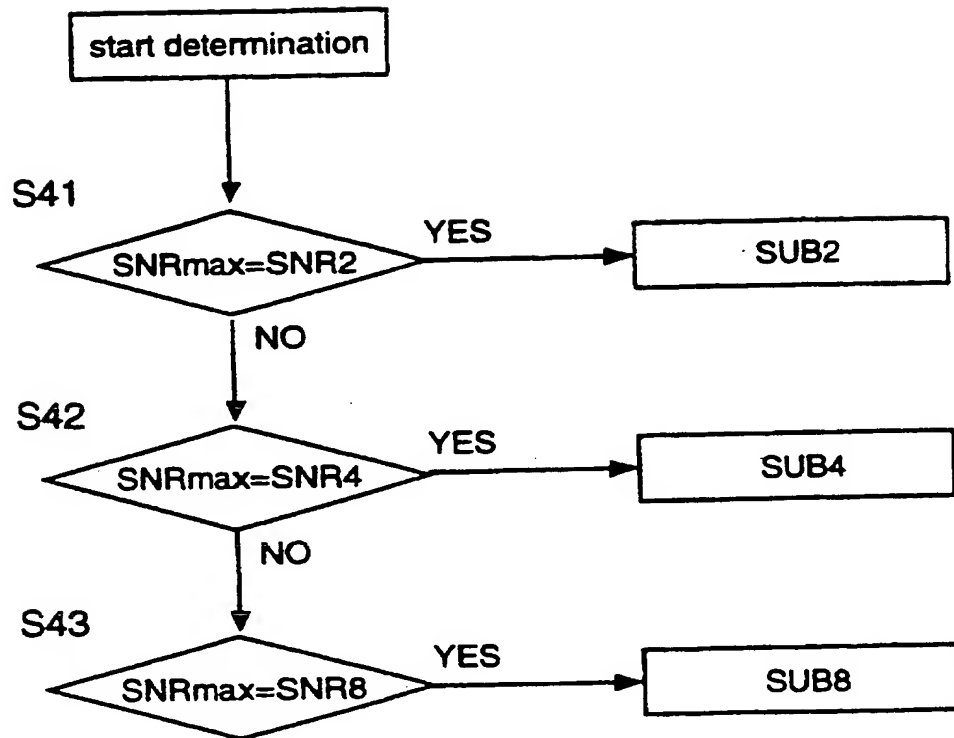 start determination
S41
SNRmax=SNR2
YES
SUB2
NO
S42
SNRmax=SNR4
YES
SUB4
NO
S43
SNRmax=SNR8
YES
SUB8